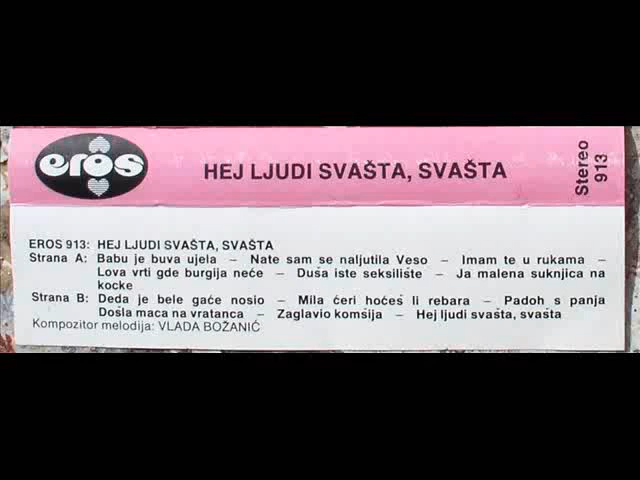 eros
HEJ LJUDI SVAŠTA, SVAŠTA
Stereo
913
EROS 913: HEJ LJUDI SVAŠTA, SVAŠTA
Strana A: Babu je buva ujela – Nate sam se naljutila Veso – Imam te u rukama –
Lova vrti gde burgija neće – Duša iste seksiliste – Ja malena suknjica na
kocke
Strana B: Deda je bele gaće nosio – Mila ćeri hoćeš li rebara – Padoh s panja
Došla maca na vratanca – Zaglavio komšija – Hej ljudi svašta, svašta
Kompozitor melodija: VLADA BOŽANIĆ